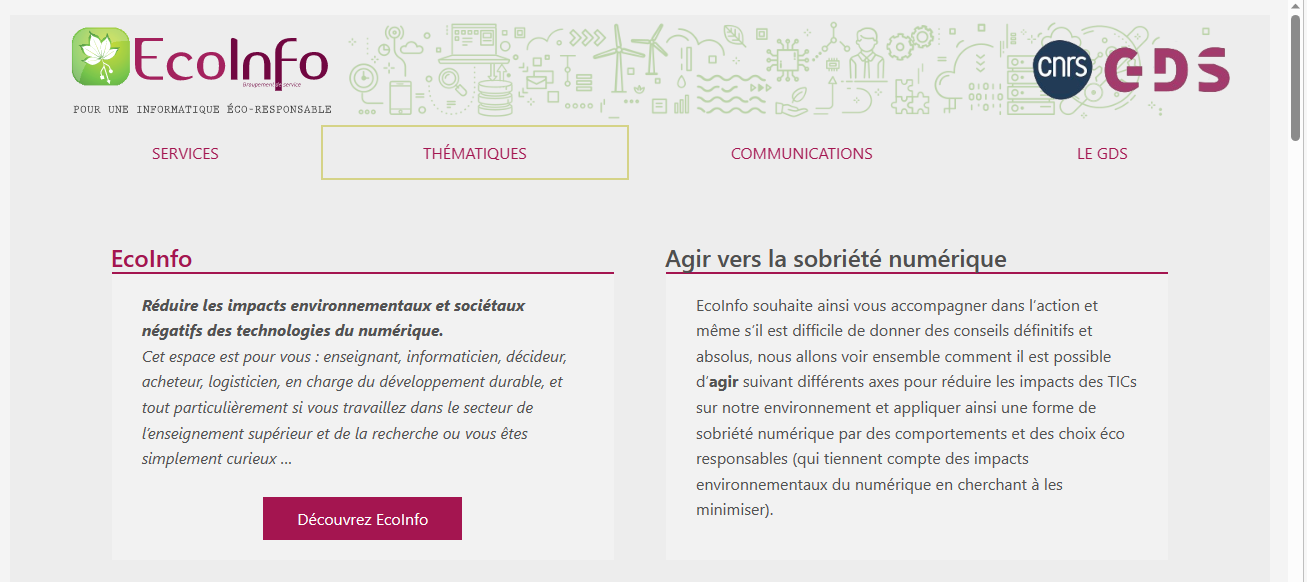 EcoInfo
Groupement de service
POUR UNE INFORMATIQUE ÉCO-RESPONSABLE
cnrs
GDS
SERVICES
THÉMATIQUES
COMMUNICATIONS
LE GDS
EcoInfo
Réduire les impacts environnementaux et sociétaux
négatifs des technologies du numérique.
Cet espace est pour vous : enseignant, informaticien, décideur,
acheteur, logisticien, en charge du développement durable, et
tout particulièrement si vous travaillez dans le secteur de
l’enseignement supérieur et de la recherche ou vous êtes
simplement curieux …
Découvrez EcoInfo
Agir vers la sobriété numérique
EcoInfo souhaite ainsi vous accompagner dans l’action et
même s’il est difficile de donner des conseils définitifs et
absolus, nous allons voir ensemble comment il est possible
d’agir suivant différents axes pour réduire les impacts des TICs
sur notre environnement et appliquer ainsi une forme de
sobriété numérique par des comportements et des choix éco
responsables (qui tiennent compte des impacts
environnementaux du numérique en cherchant à les
minimiser).